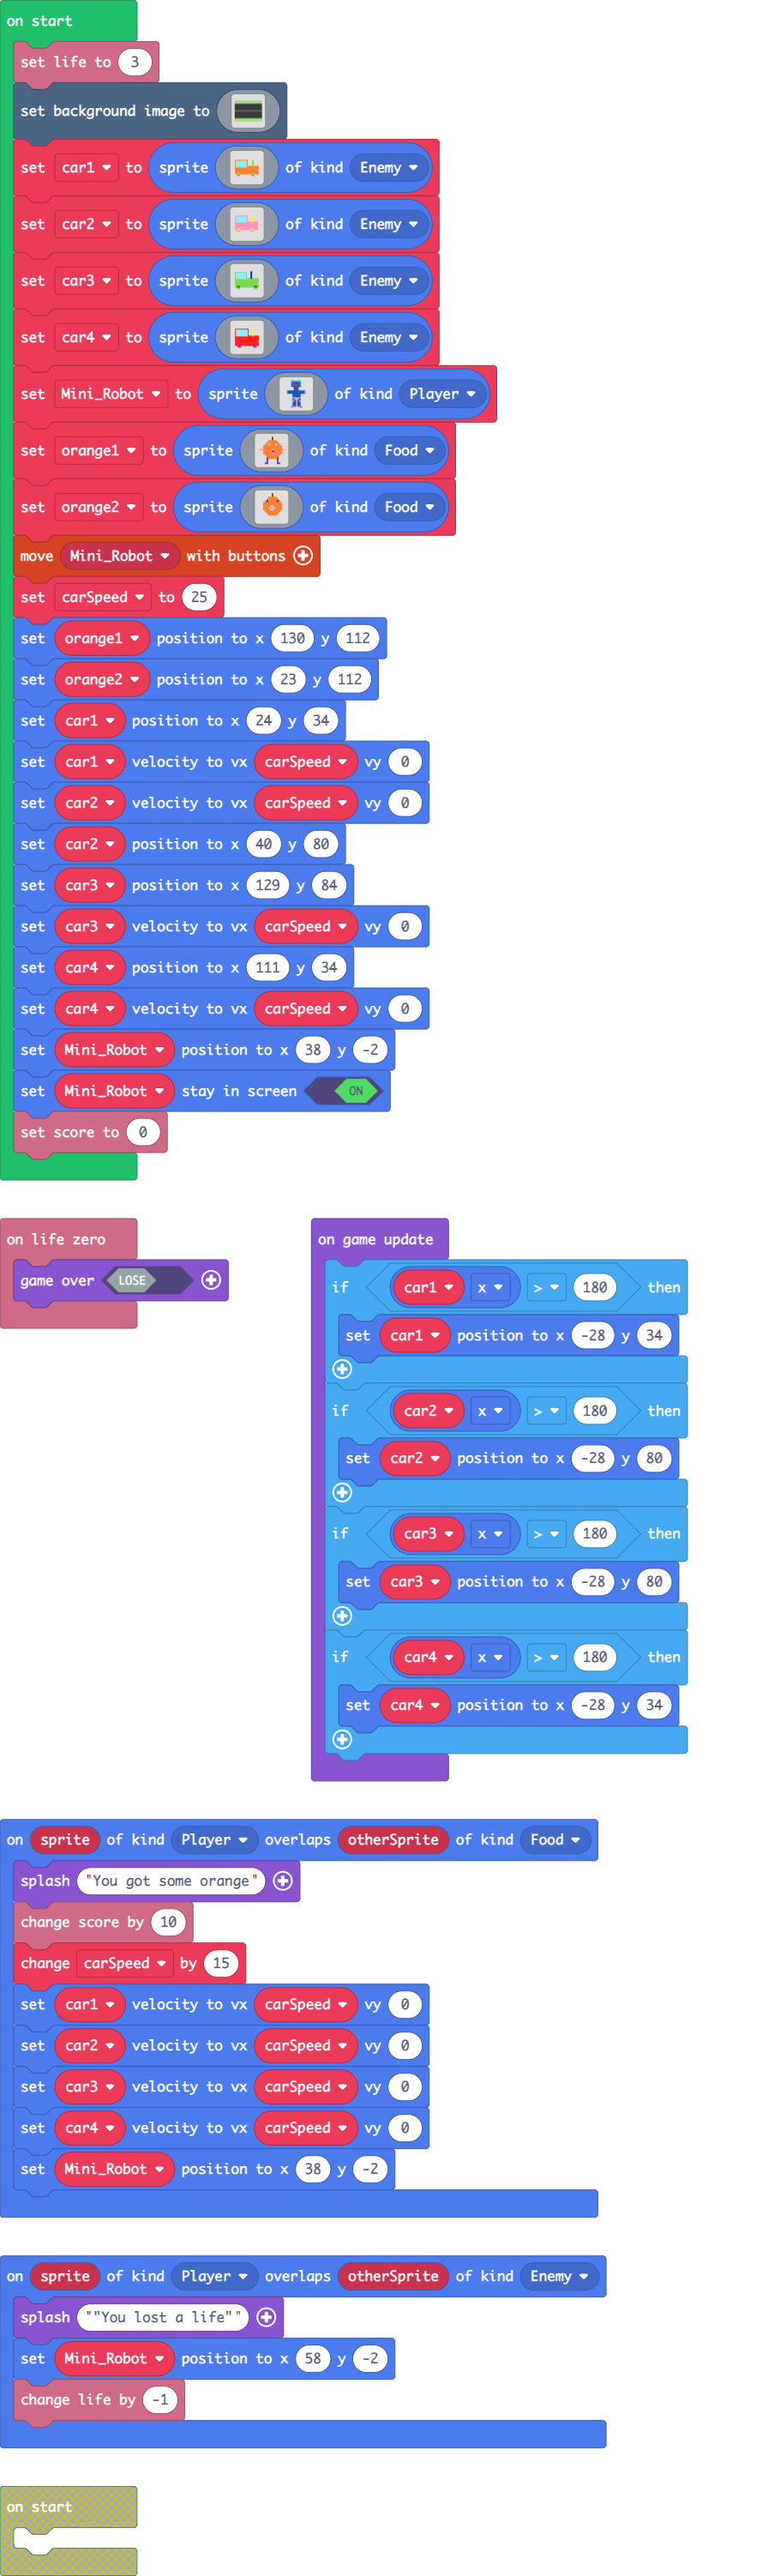 on start
set life to 3
set background image to
set car1 to sprite of kind Enemy
set car2 to sprite of kind Enemy
set car3 to sprite of kind Enemy
set car4 to sprite of kind Enemy
set Mini_Robot to sprite of kind Player
set orange1 to sprite of kind Food
set orange2 to sprite of kind Food
move Mini_Robot with buttons
set carSpeed to 25
set orange1 position to x 130 y 112
set orange2 position to x 23 y 112
set car1 position to x 24 y 34
set car1 velocity to vx carSpeed vy 0
set car2 velocity to vx carSpeed vy 0
set car2 position to x 40 y 80
set car3 position to x 129 y 84
set car3 velocity to vx carSpeed vy 0
set car4 position to x 111 y 34
set car4 velocity to vx carSpeed vy 0
set Mini_Robot position to x 38 y -2
set Mini_Robot stay in screen ON
set score to 0
on life zero
game over LOSE
on game update
if car1 x > 180 then
set car1 position to x -28 y 34
if car2 x > 180 then
set car2 position to x -28 y 80
if car3 x > 180 then
set car3 position to x -28 y 80
if car4 x > 180 then
set car4 position to x -28 y 34
on sprite of kind Player overlaps otherSprite of kind Food
splash "You got some orange"
change score by 10
change carSpeed by 15
set car1 velocity to vx carSpeed vy 0
set car2 velocity to vx carSpeed vy 0
set car3 velocity to vx carSpeed vy 0
set car4 velocity to vx carSpeed vy 0
set Mini_Robot position to x 38 y -2
on sprite of kind Player overlaps otherSprite of kind Enemy
splash ""You lost a life""
set Mini_Robot position to x 58 y -2
change life by -1
on start